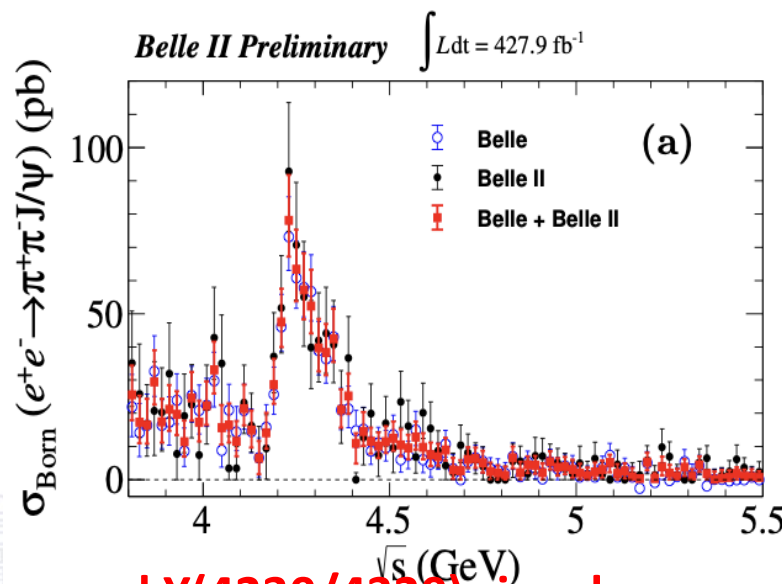 Belle II Preliminary ∫Ldt = 427.9 fb⁻¹
σBorn (e⁺e⁻→π⁺π⁻J/ψ) (pb)
100
50
0
Belle
Belle II
Belle + Belle II
(a)
4 4.5 5 5.5
√s (GeV)